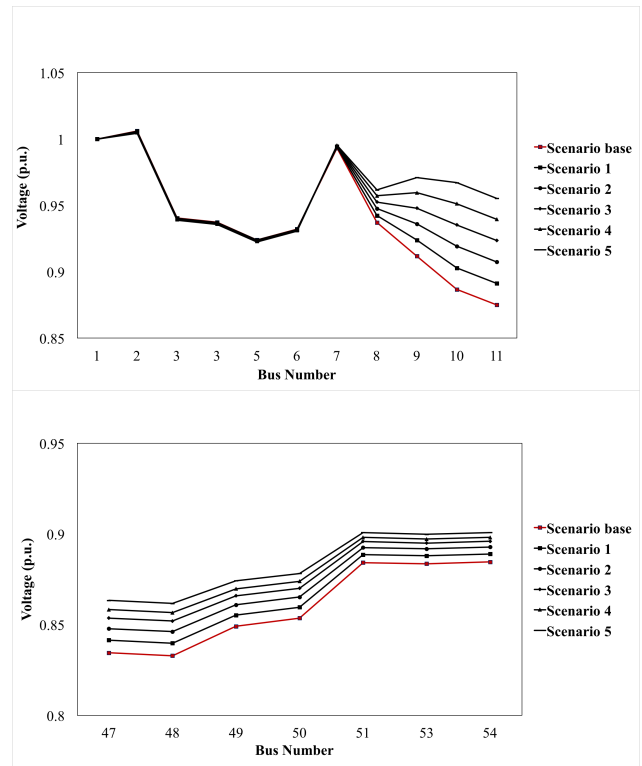 1.05
1
0.95
0.9
0.85
Voltage (p.u.)
1 2 3 3 5 6 7 8 9 10 11
Bus Number
Scenario base
Scenario 1
Scenario 2
Scenario 3
Scenario 4
Scenario 5
0.95
0.9
0.85
0.8
Voltage (p.u.)
47 48 49 50 51 53 54
Bus Number
Scenario base
Scenario 1
Scenario 2
Scenario 3
Scenario 4
Scenario 5